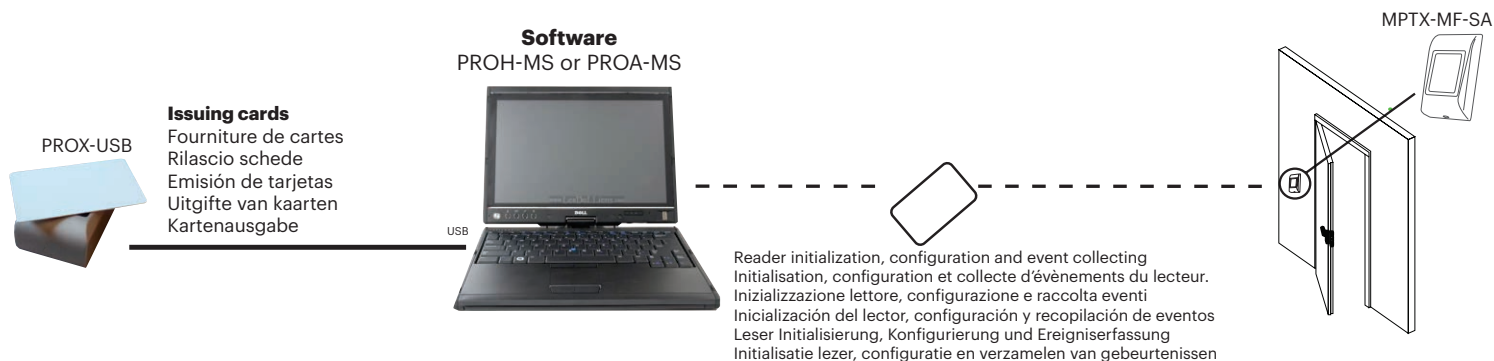 MPTX-MF-SA
Software
PROH-MS or PROA-MS
PROX-USB
Issuing cards
Fourniture de cartes
Rilascio schede
Emisión de tarjetas
Uitgifte van kaarten
Kartenausgabe
USB
DELL
Reader initialization, configuration and event collecting
Initialisation, configuration et collecte d'évènements du lecteur.
Inizializzazione lettore, configurazione e raccolta eventi
Inicialización del lector, configuración y recopilación de eventos
Leser Initialisierung, Konfigurierung und Ereigniserfassung
Initialisatie lezer, configuratie en verzamelen van gebeurtenissen